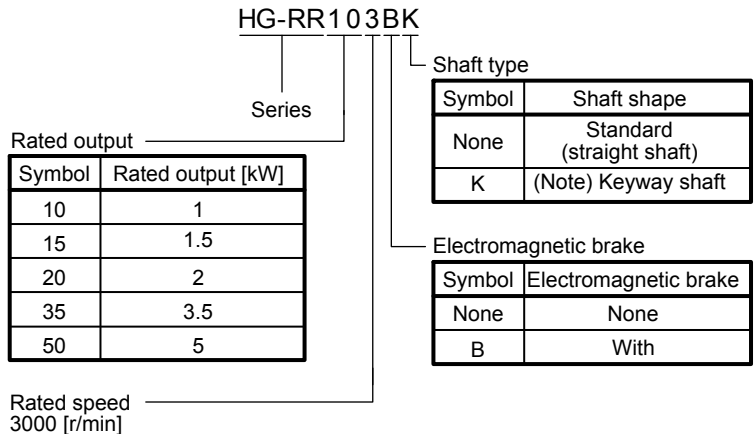 HG-RR103BK
Shaft type
Symbol Shaft shape
None Standard (straight shaft)
K (Note) Keyway shaft
Series
Rated output
Symbol Rated output [kW]
10 1
15 1.5
20 2
35 3.5
50 5
Electromagnetic brake
Symbol Electromagnetic brake
None None
B With
Rated speed
3000 [r/min]